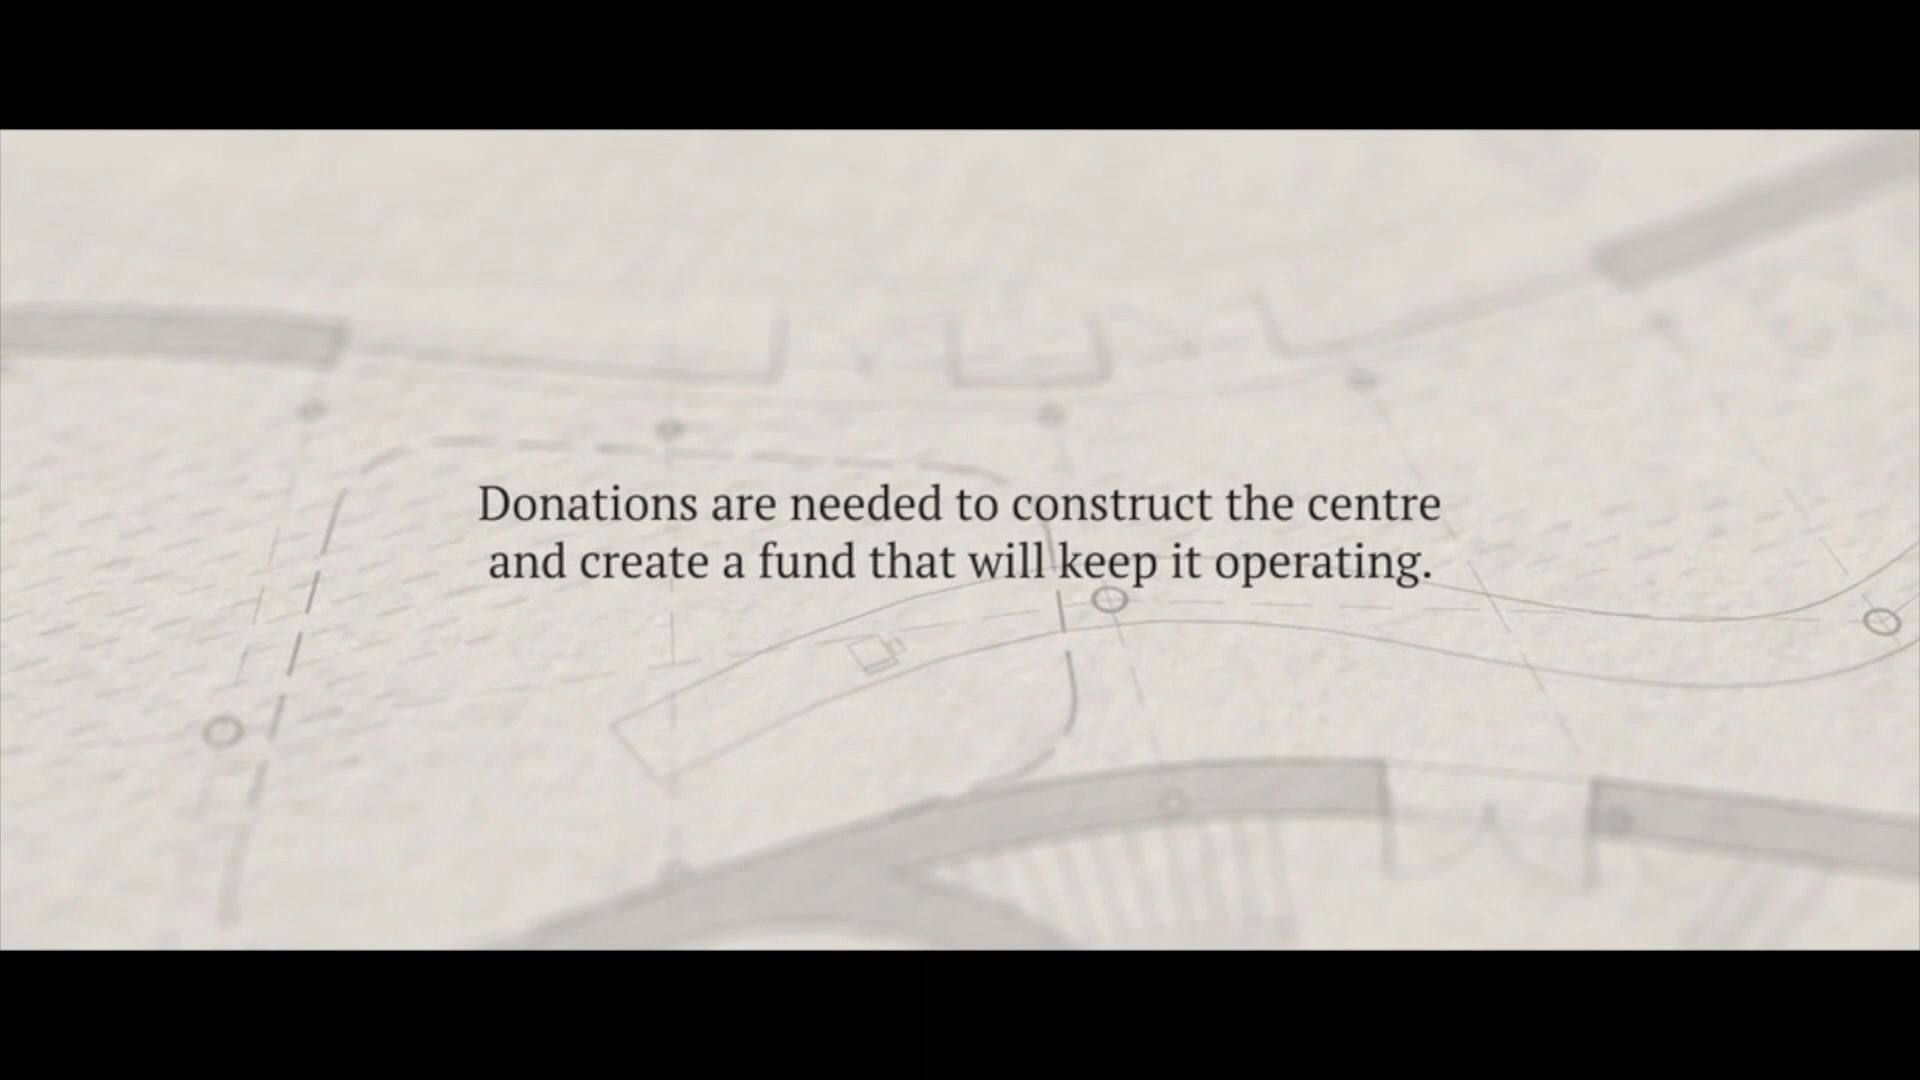 Donations are needed to construct the centre
and create a fund that will keep it operating.